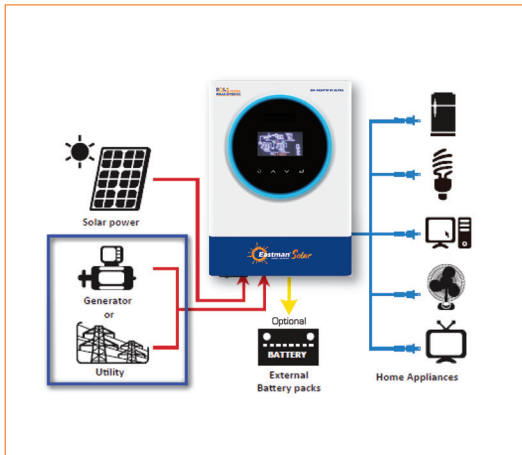 Solar power
Generator
or
Utility
Eastman Solar
Optional
BATTERY
External
Battery packs
Home Appliances